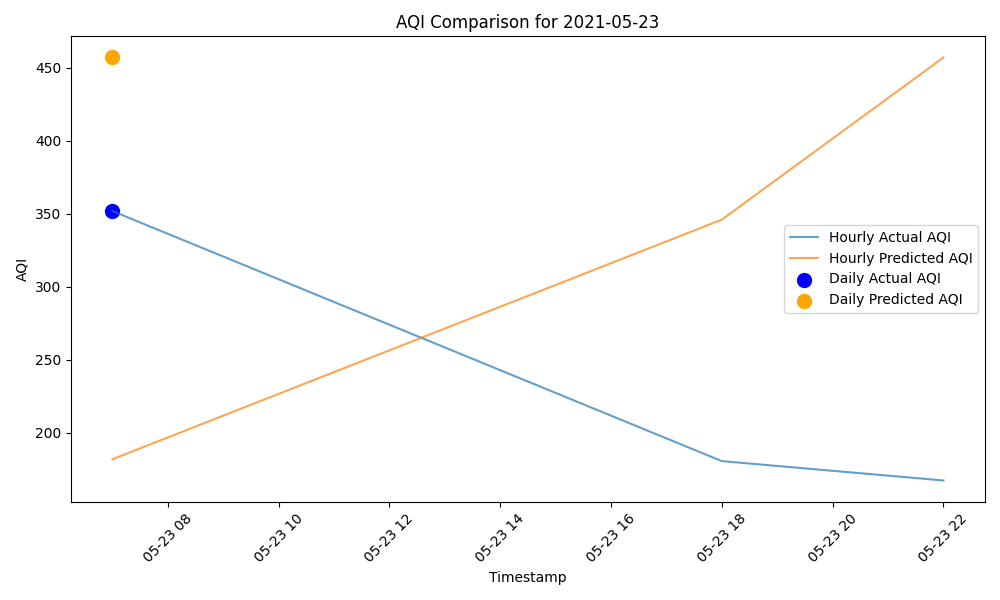 AQI Comparison for 2021-05-23
AQI
450
400
350
300
250
200
Hourly Actual AQI
Hourly Predicted AQI
Daily Actual AQI
Daily Predicted AQI
05-23 08
05-23 10
05-23 12
05-23 14
05-23 16
05-23 18
05-23 20
05-23 22
Timestamp